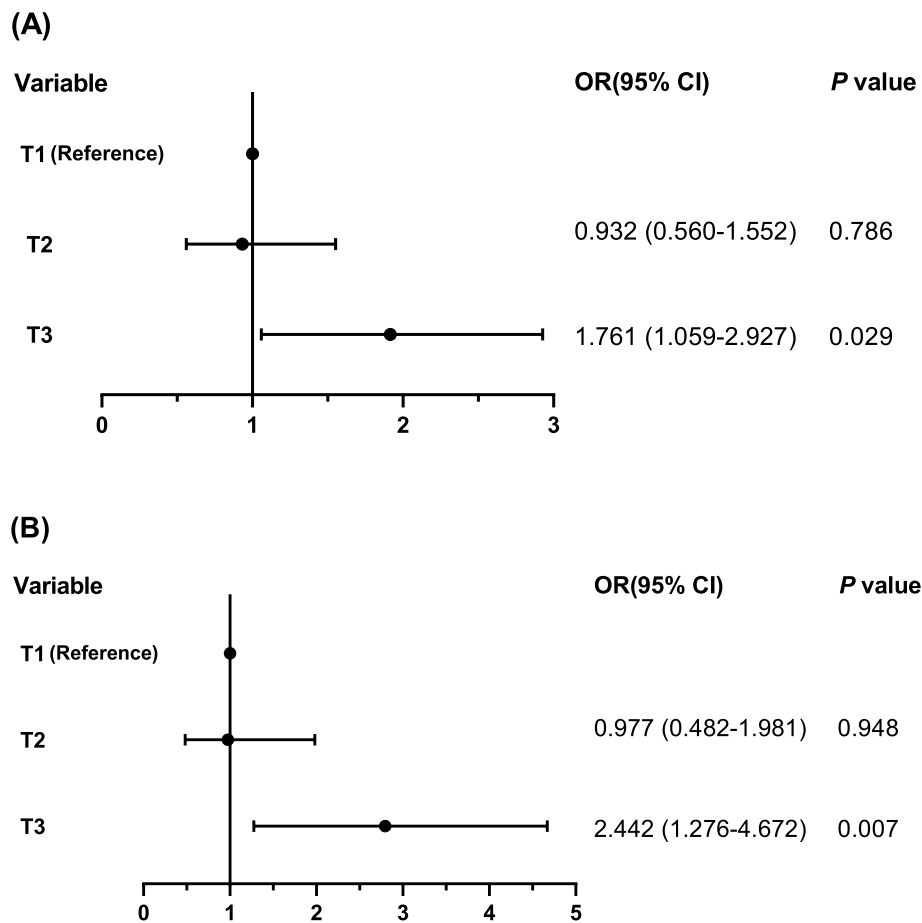 (A)
Variable OR(95% CI) P value
T1 (Reference)
T2 0.932 (0.560-1.552) 0.786
T3 1.761 (1.059-2.927) 0.029
0 1 2 3
(B)
Variable OR(95% CI) P value
T1 (Reference)
T2 0.977 (0.482-1.981) 0.948
T3 2.442 (1.276-4.672) 0.007
0 1 2 3 4 5